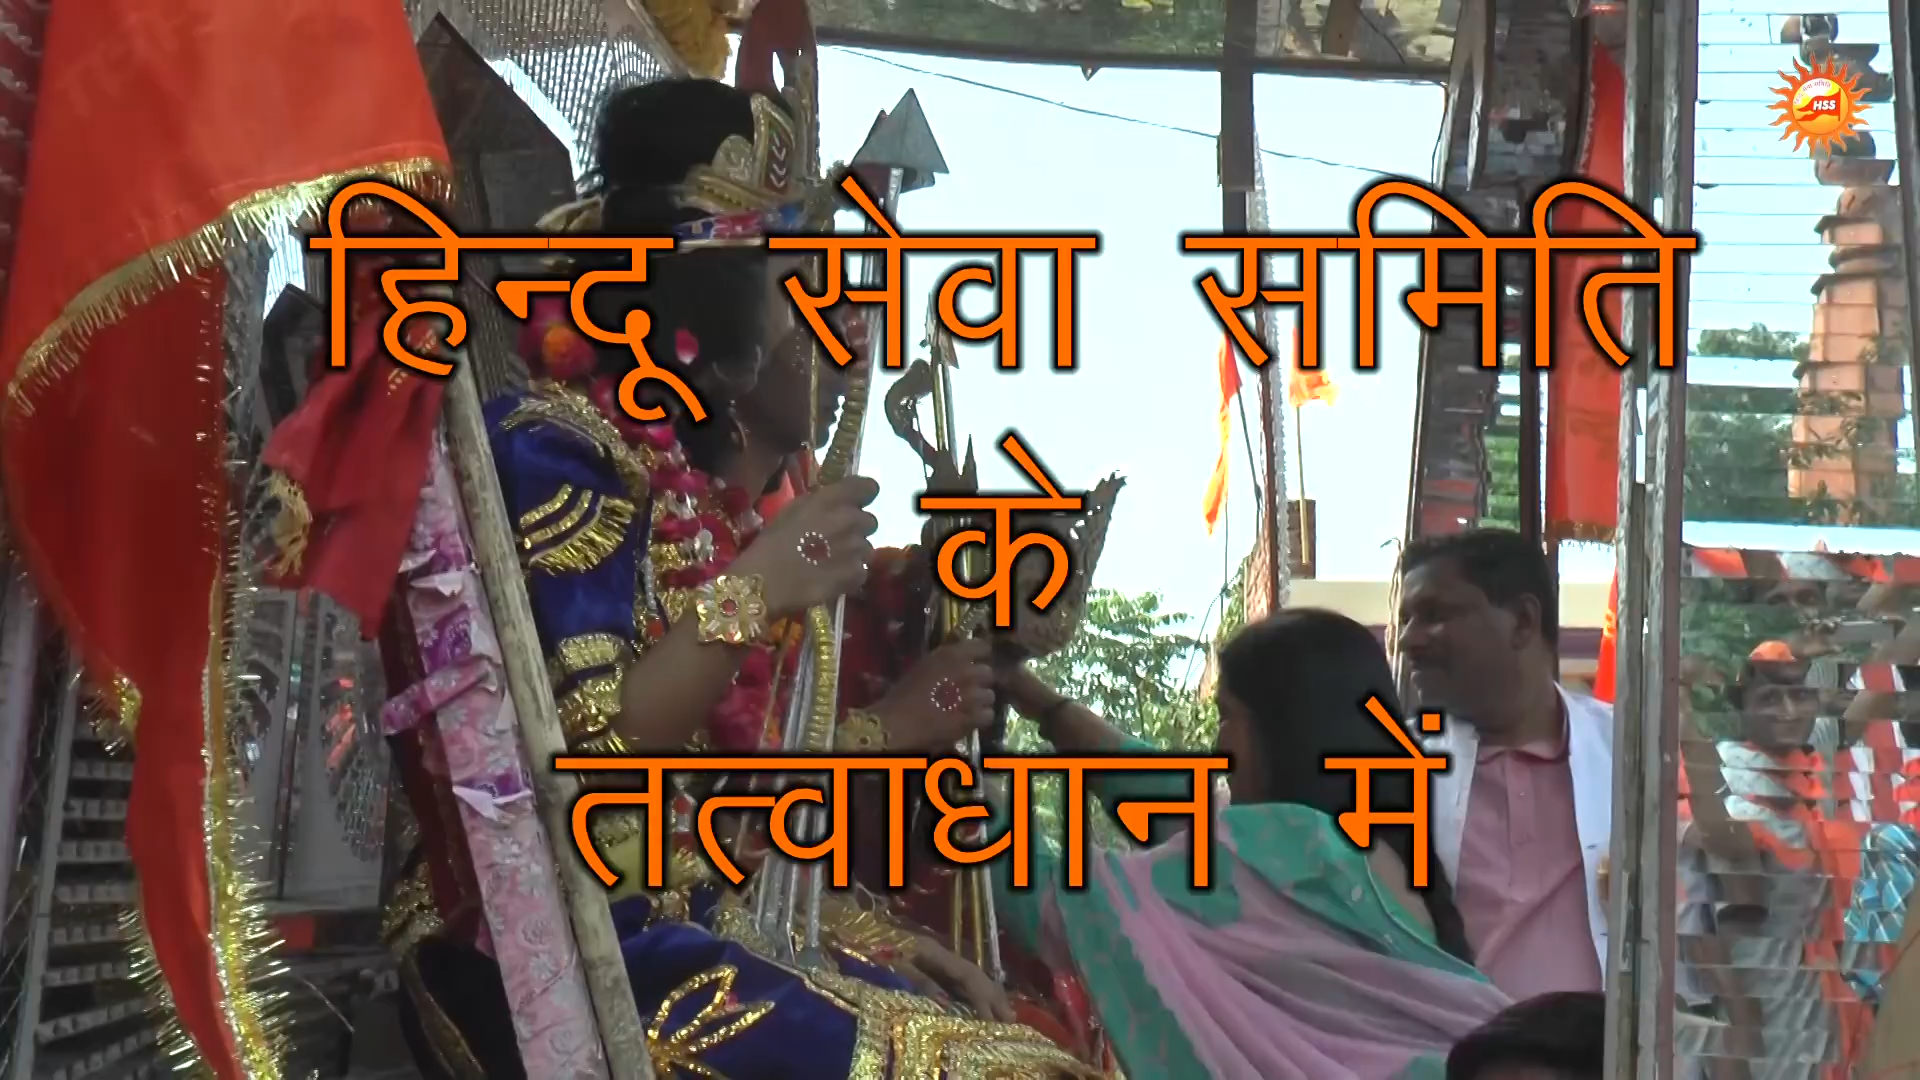 हिन्दू सेवा समिति
के
तत्वाधान में
HSS